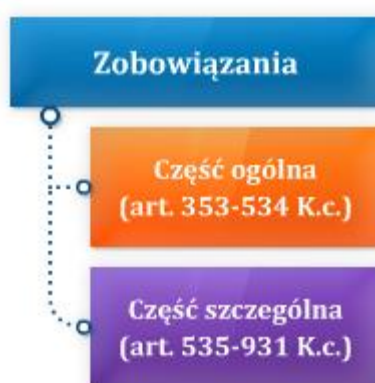 Zobowiązania
Część ogólna
(art. 353-534 K.c.)
Część szczególna
(art. 535-931 K.c.)